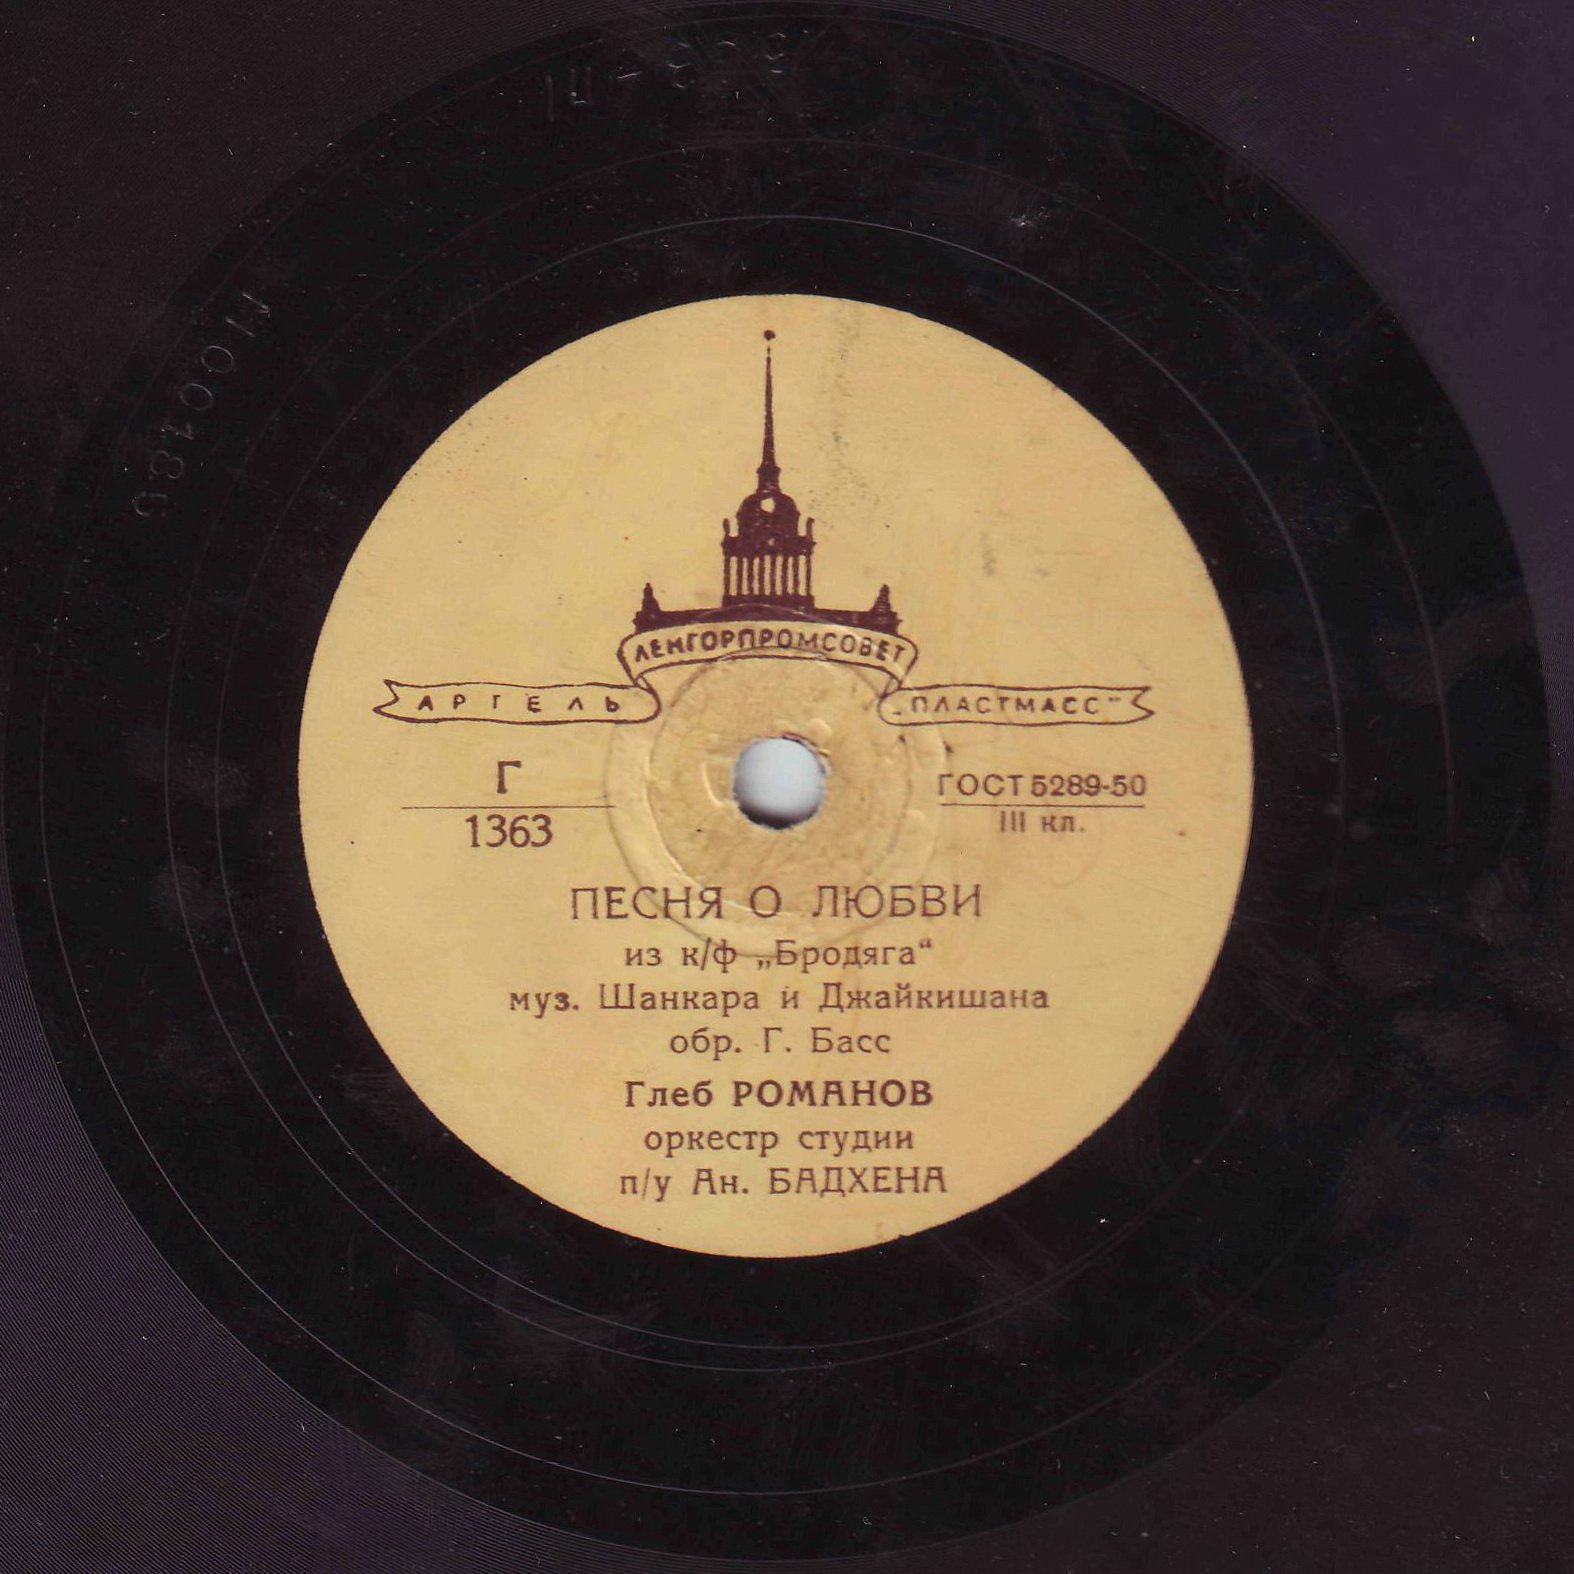 ЛЕНГОРПРОМСОВЕТ
АРТЕЛЬ „ПЛАСТМАСС"
Г
1363
ГОСТ 5289-50
III кл.
ПЕСНЯ О ЛЮБВИ
из к/ф „Бродяга“
муз. Шанкара и Джайкишана
обр. Г. Басс
Глеб РОМАНОВ
оркестр студии
п/у Ан. БАДХЕНА